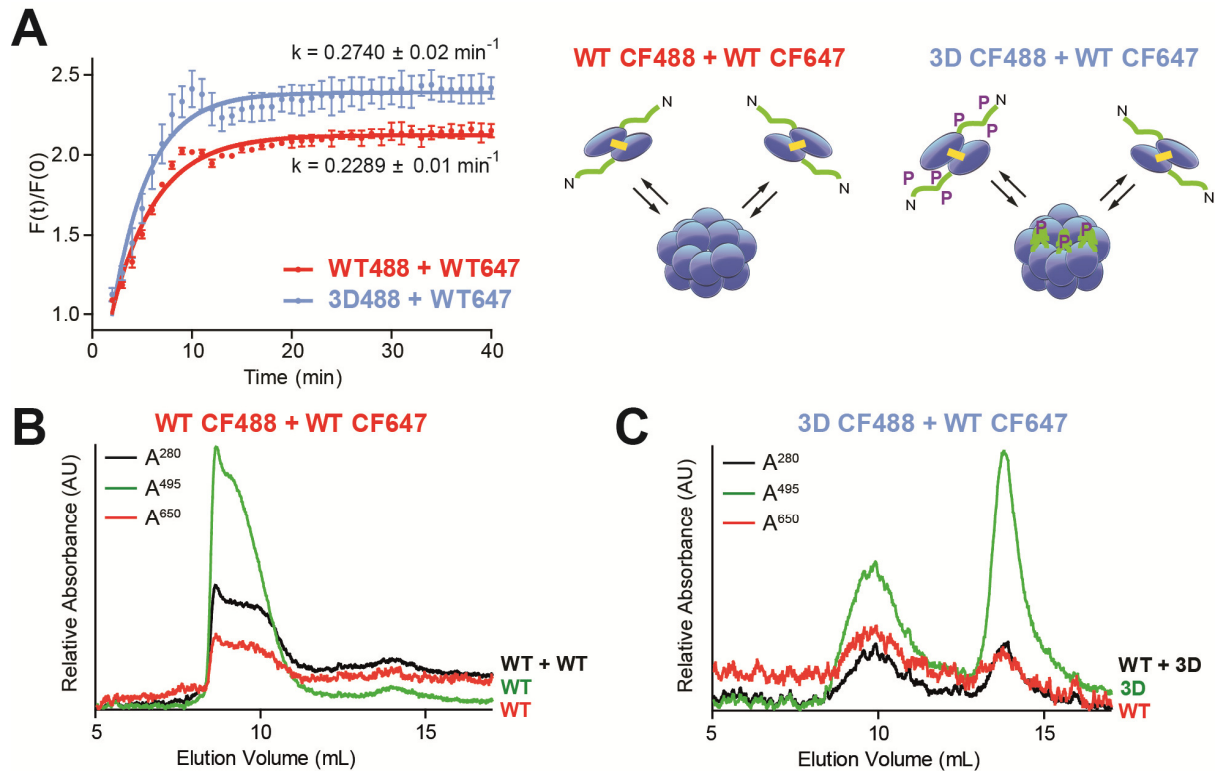 A
k = 0.2740 ± 0.02 min⁻¹
2.5
2.0
1.5
1.0
F(t)/F(0)
k = 0.2289 ± 0.01 min⁻¹
WT488 + WT647
3D488 + WT647
0
10
20
30
40
Time (min)
WT CF488 + WT CF647
N
N
N
N
3D CF488 + WT CF647
N
P
P
P
P
P
P
N
N
N
P
P
P
B
WT CF488 + WT CF647
A²⁸⁰
A⁴⁹⁵
A⁶⁵⁰
Relative Absorbance (AU)
WT + WT
WT
WT
5
10
15
Elution Volume (mL)
C
3D CF488 + WT CF647
A²⁸⁰
A⁴⁹⁵
A⁶⁵⁰
Relative Absorbance (AU)
WT + 3D
3D
WT
5
10
15
Elution Volume (mL)